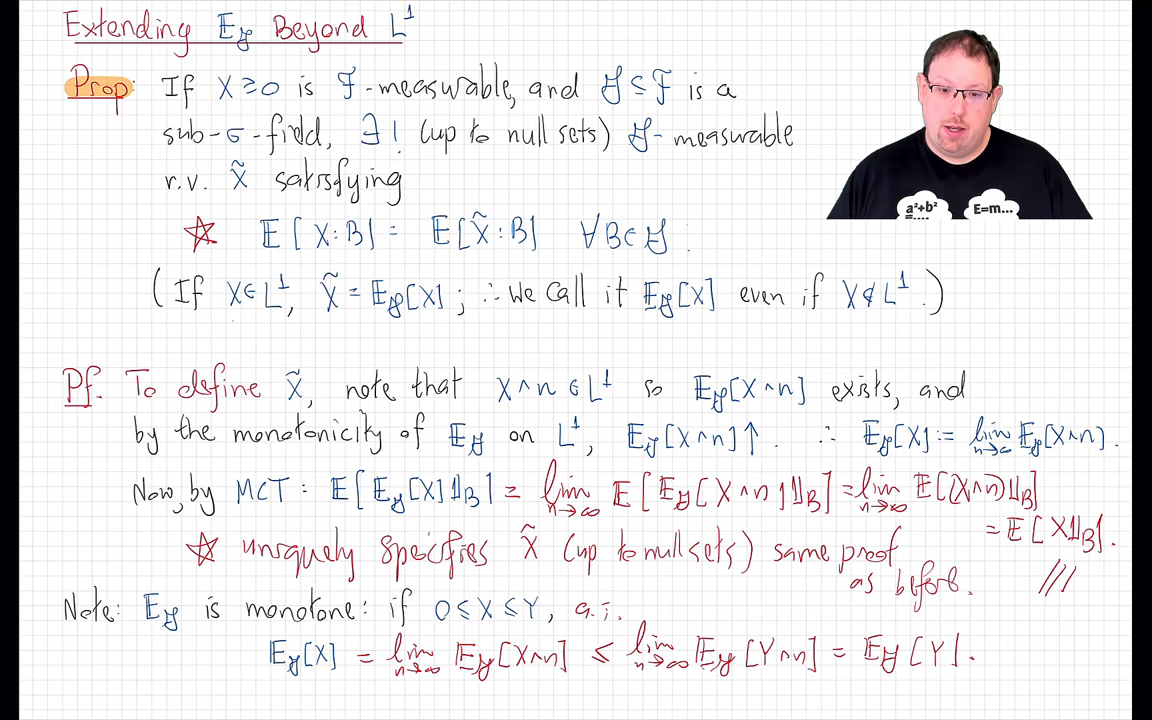 Extending 𝔼_𝒢 Beyond L¹
Prop: If X ≥ 0 is ℱ-measurable, and 𝒢 ⊆ ℱ is a
sub-σ-field, ∃! (up to null sets) 𝒢-measurable
r.v. X̃ satisfying
☆ 𝔼[X:B] = 𝔼[X̃:B] ∀B∈𝒢.
(If X∈L¹, X̃ = 𝔼_𝒢[X]; ∴ we call it 𝔼_𝒢[X] even if X∉L¹.)
Pf. To define X̃, note that X∧n ∈ L¹ so 𝔼_𝒢[X∧n] exists, and
by the monotonicity of 𝔼_𝒢 on L¹, 𝔼_𝒢[X∧n]↑. ∴ 𝔼_𝒢[X] := lim_{n→∞} 𝔼_𝒢[X∧n].
Now, by MCT: 𝔼[𝔼_𝒢[X]𝟙_B] = lim_{n→∞} 𝔼[𝔼_𝒢[X∧n]𝟙_B] = lim_{n→∞} 𝔼[(X∧n)𝟙_B]
= 𝔼[X𝟙_B].
☆ uniquely specifies X̃ (up to null sets) same proof
as before. ///
Note: 𝔼_𝒢 is monotone: if 0 ≤ X ≤ Y, a.s.
𝔼_𝒢[X] = lim_{n→∞} 𝔼_𝒢[X∧n] ≤ lim_{n→∞} 𝔼_𝒢[Y∧n] = 𝔼_𝒢[Y].
a²+b²
=....
E=m...